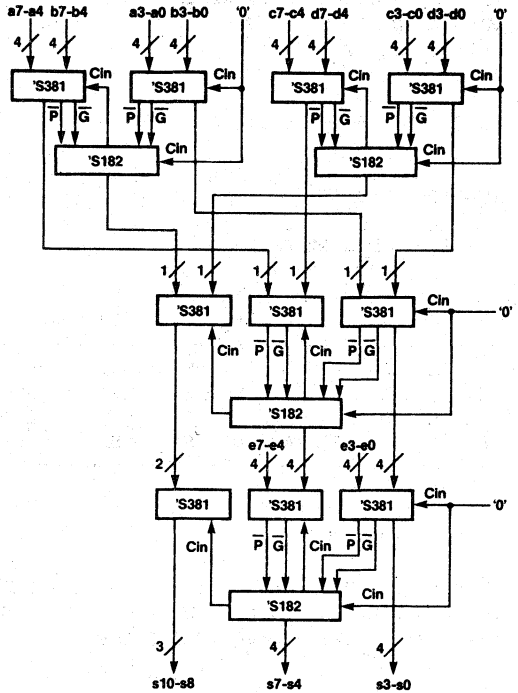 a7-a4 b7-b4 a3-a0 b3-b0 '0' c7-c4 d7-d4 c3-c0 d3-d0 '0'
4 4 4 4 4 4 4 4
'S381 Cin 'S381 Cin 'S381 Cin 'S381 Cin
P G P G P G P G
'S182 Cin 'S182 Cin
1 1 1 1 1 1
'S381 'S381 'S381 Cin '0'
Cin P G Cin P G
'S182
e7-e4 e3-e0
2 4 4 4 4
'S381 'S381 'S381 Cin '0'
Cin P G Cin P G
'S182 Cin
3 4 4
s10-s8 s7-s4 s3-s0